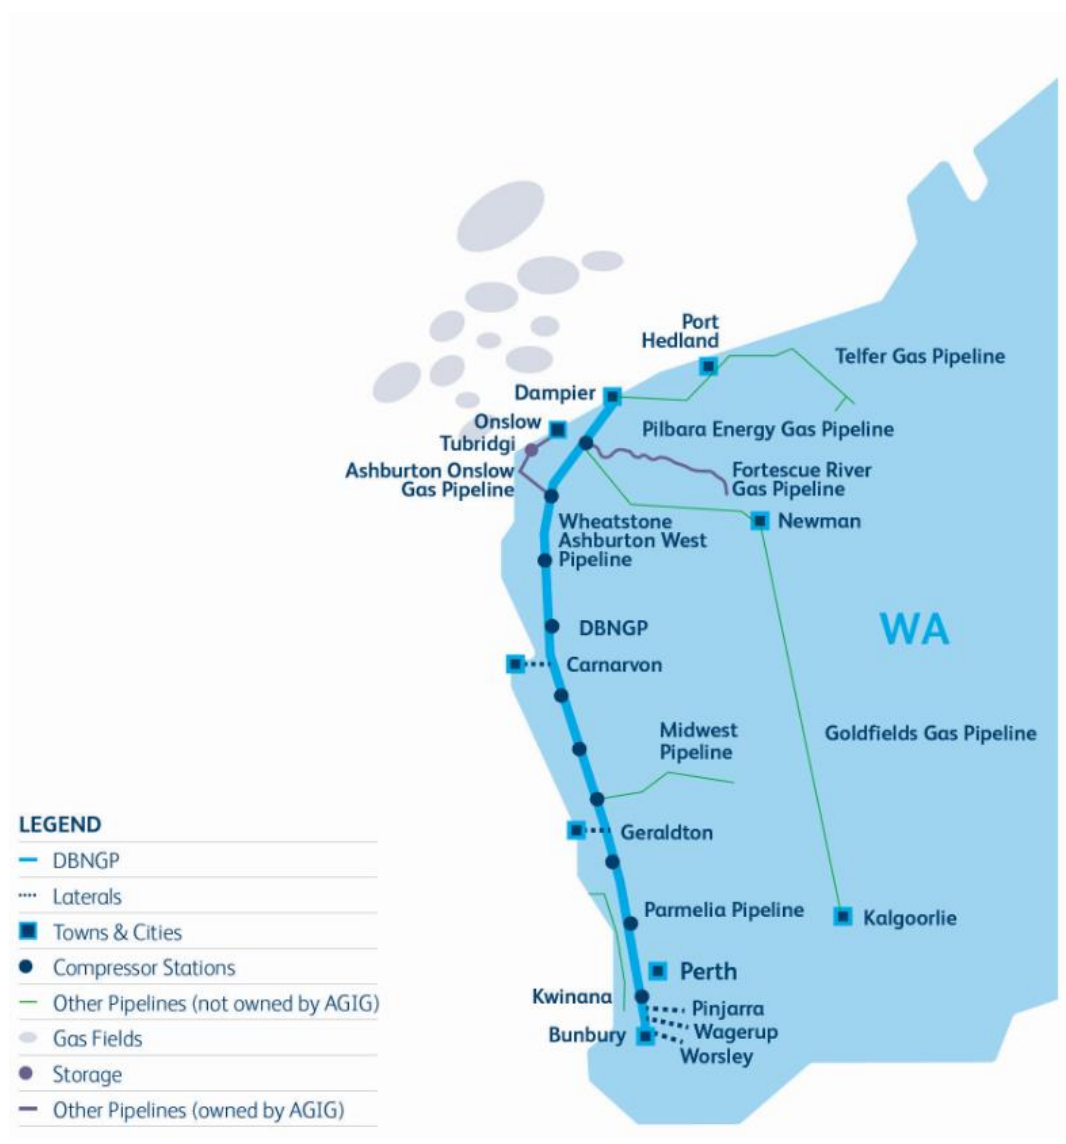 Port
Hedland
Telfer Gas Pipeline
Dampier
Onslow
Pilbara Energy Gas Pipeline
Tubridgi
Ashburton Onslow
Gas Pipeline
Fortescue River
Gas Pipeline
Wheatstone
Ashburton West
Pipeline
Newman
DBNGP
WA
Carnarvon
Midwest
Pipeline
Goldfields Gas Pipeline
Geraldton
Parmelia Pipeline
Kalgoorlie
Perth
Kwinana
Pinjarra
Wagerup
Bunbury
Worsley
LEGEND
DBNGP
Laterals
Towns & Cities
Compressor Stations
Other Pipelines (not owned by AGIG)
Gas Fields
Storage
Other Pipelines (owned by AGIG)